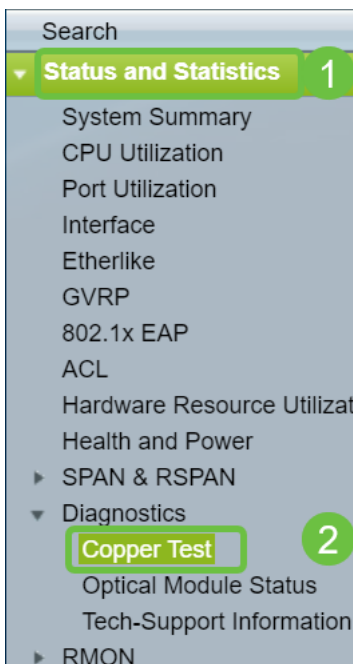 Search
Status and Statistics 1
System Summary
CPU Utilization
Port Utilization
Interface
Etherlike
GVRP
802.1x EAP
ACL
Hardware Resource Utilizat
Health and Power
SPAN & RSPAN
Diagnostics
Copper Test 2
Optical Module Status
Tech-Support Information
RMON